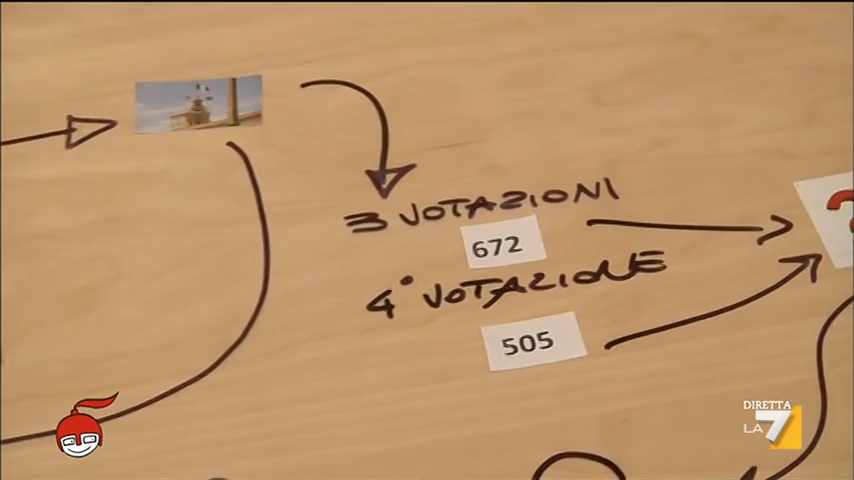 3 VOTAZIONI
672
4° VOTAZIONE
505
?
DIRETTA
LA7